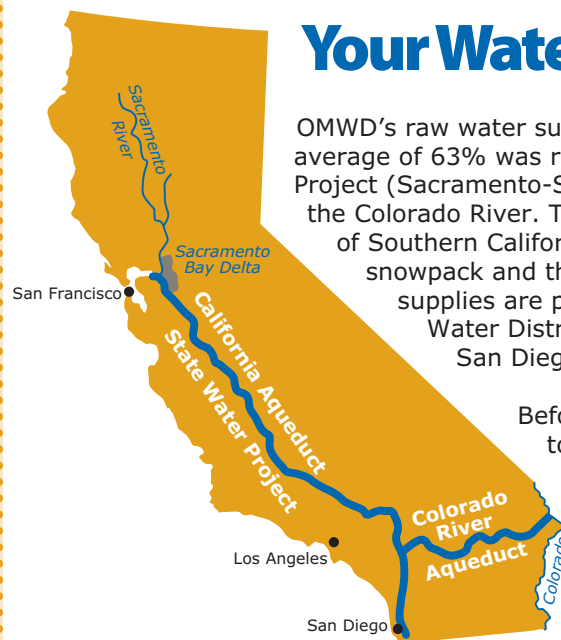 Your Wate
OMWD’s raw water su
average of 63% was r
Project (Sacramento-S
the Colorado River. T
of Southern Califor
snowpack and th
supplies are p
Water Distr
San Dieg
Befo
to
Sacramento
River
Sacramento
Bay Delta
San Francisco
California Aqueduct
State Water Project
Colorado
River
Aqueduct
Los Angeles
Colorado
San Diego